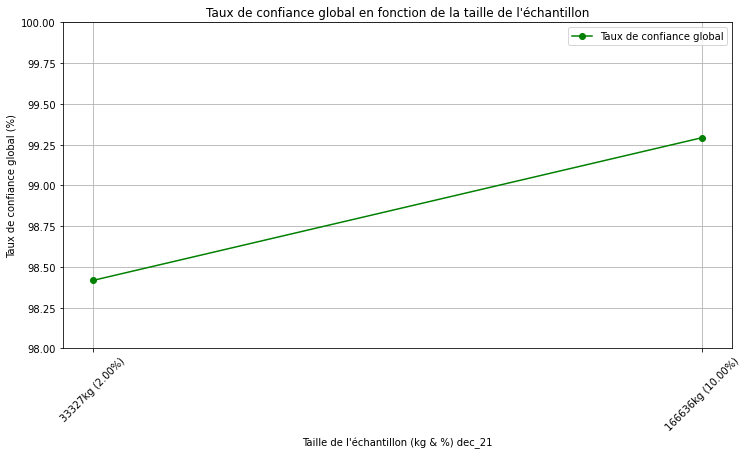 Taux de confiance global en fonction de la taille de l'échantillon
Taux de confiance global
Taux de confiance global (%)
100.00
99.75
99.50
99.25
99.00
98.75
98.50
98.25
98.00
33327kg (2.00%)
166636kg (10.00%)
Taille de l'échantillon (kg & %) dec_21